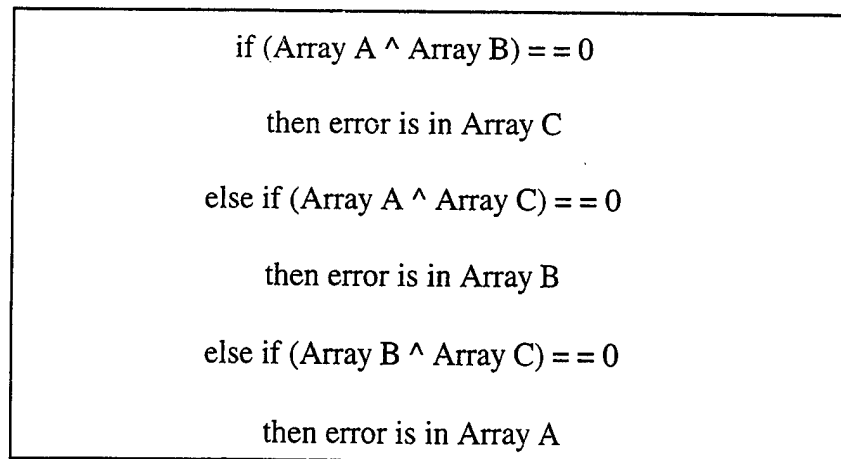 if (Array A ^ Array B) = = 0
then error is in Array C
else if (Array A ^ Array C) = = 0
then error is in Array B
else if (Array B ^ Array C) = = 0
then error is in Array A